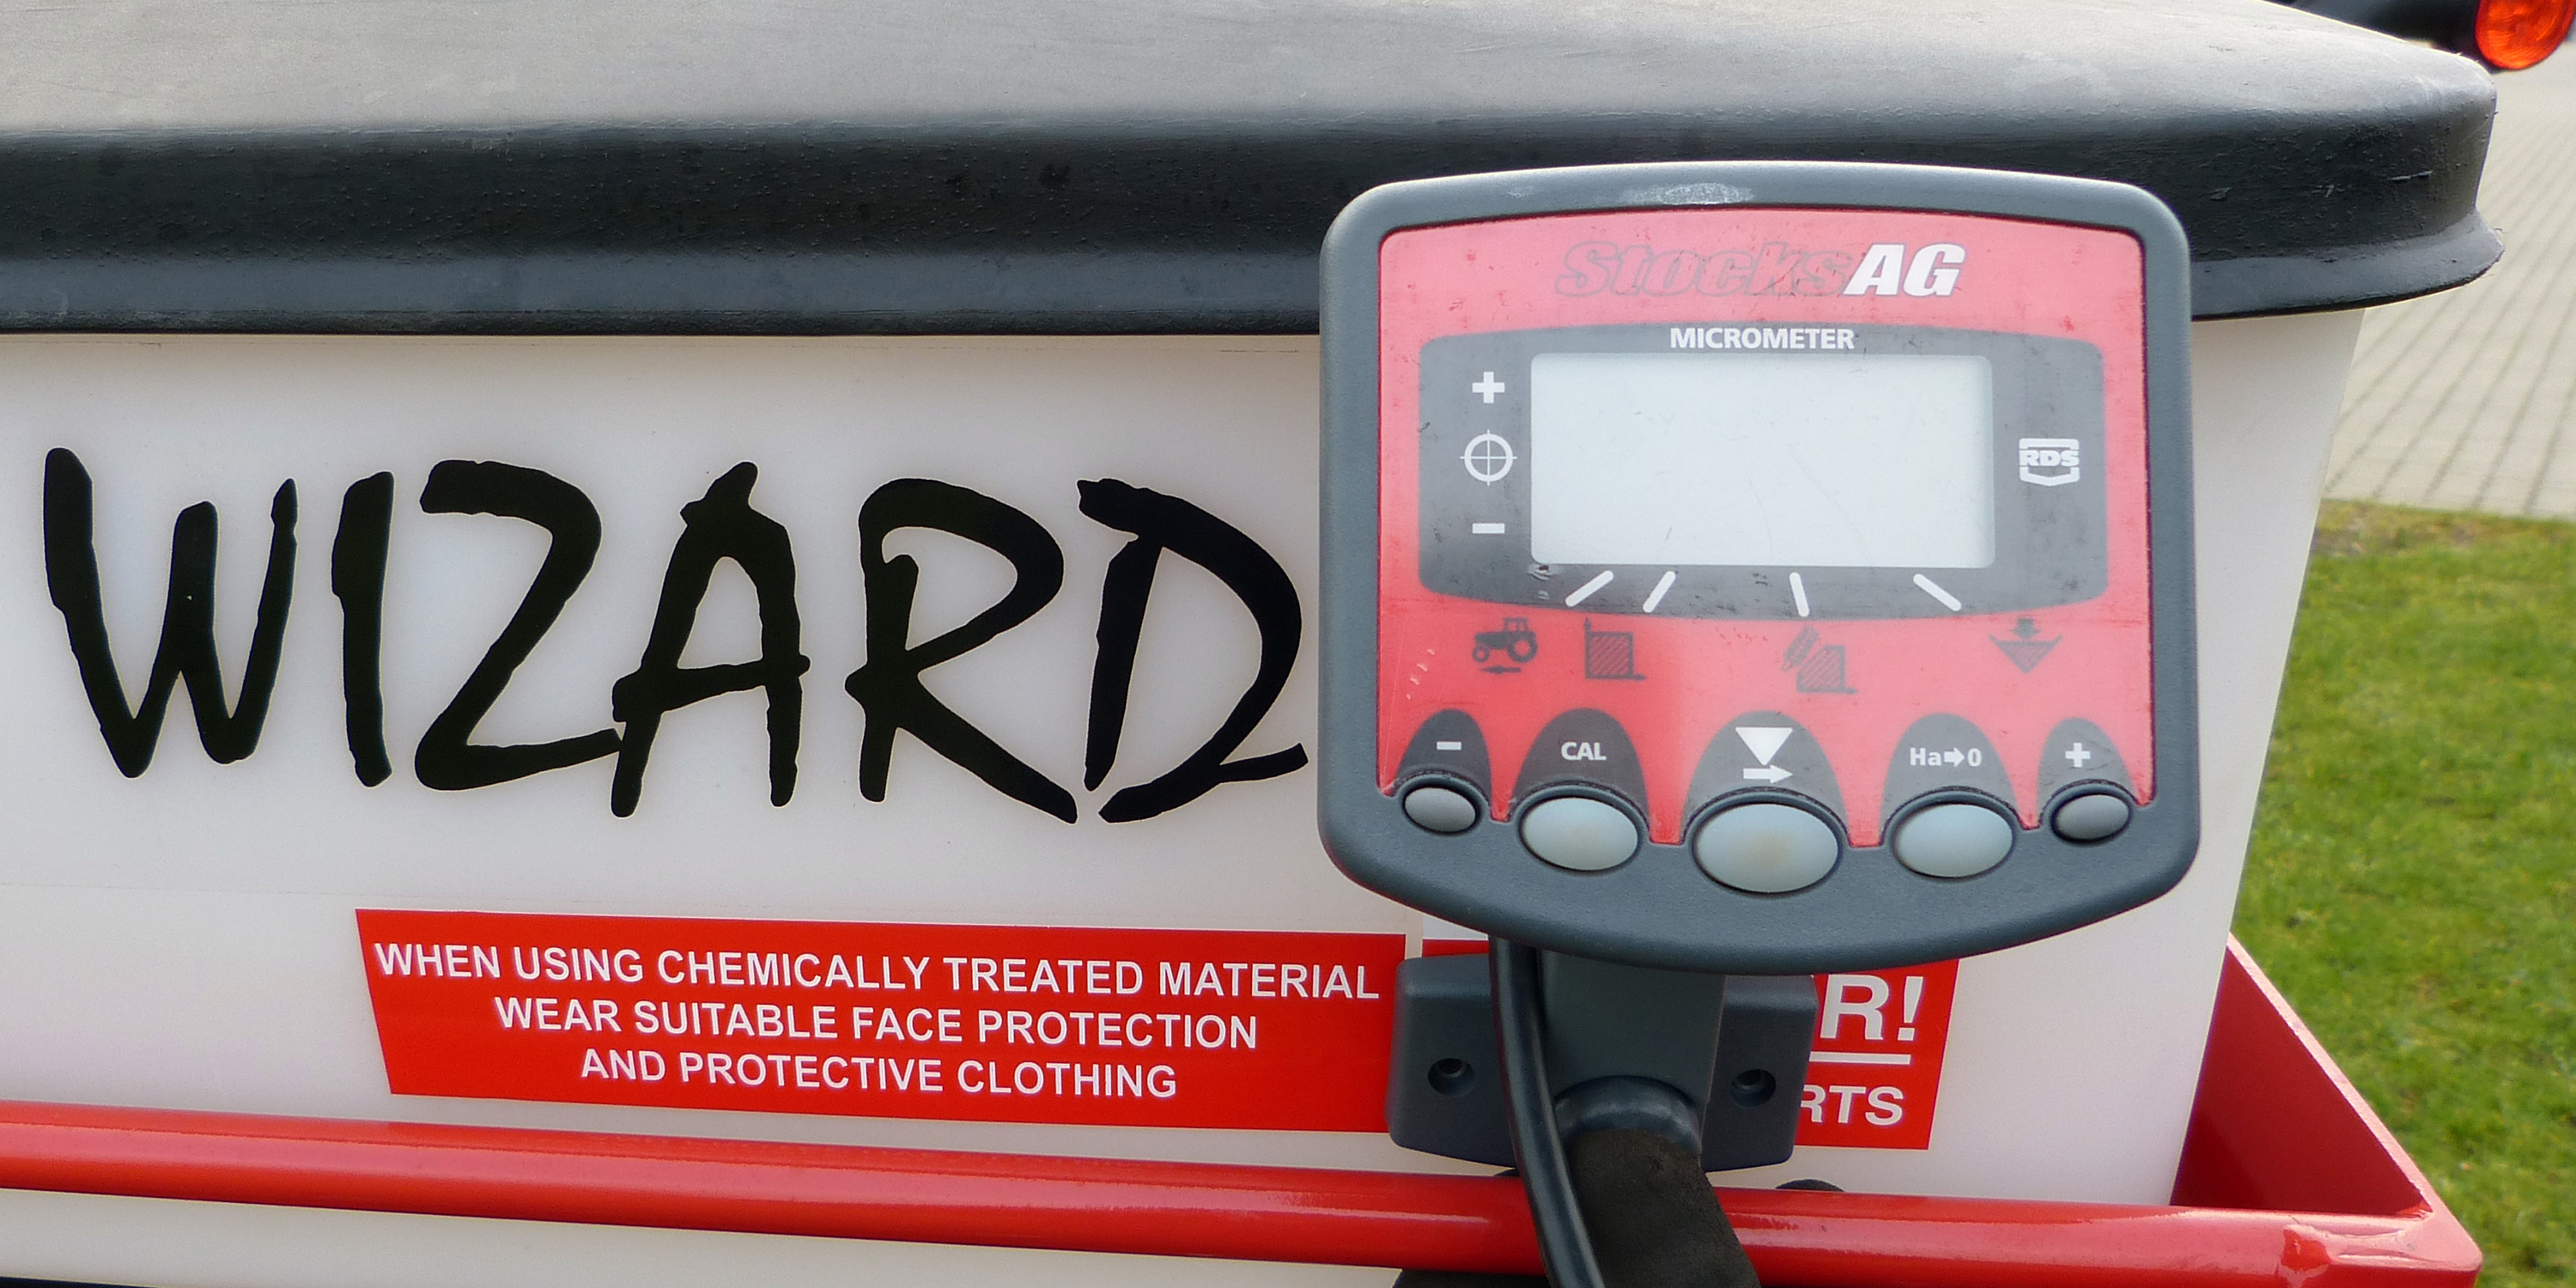 StocksAG
MICROMETER
+
-
RDS
- CAL Ha➡0 +
WIZARD
WHEN USING CHEMICALLY TREATED MATERIAL
WEAR SUITABLE FACE PROTECTION
AND PROTECTIVE CLOTHING
R!
RTS